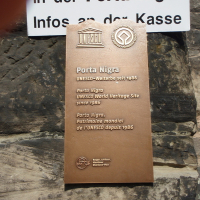 Infos an der Kasse
UNESCO
Porta Nigra
UNESCO-Welterbe seit 1986
Porta Nigra
UNESCO World Heritage Site
since 1986
Porta Nigra
Patrimoine mondial
de l'UNESCO depuis 1986